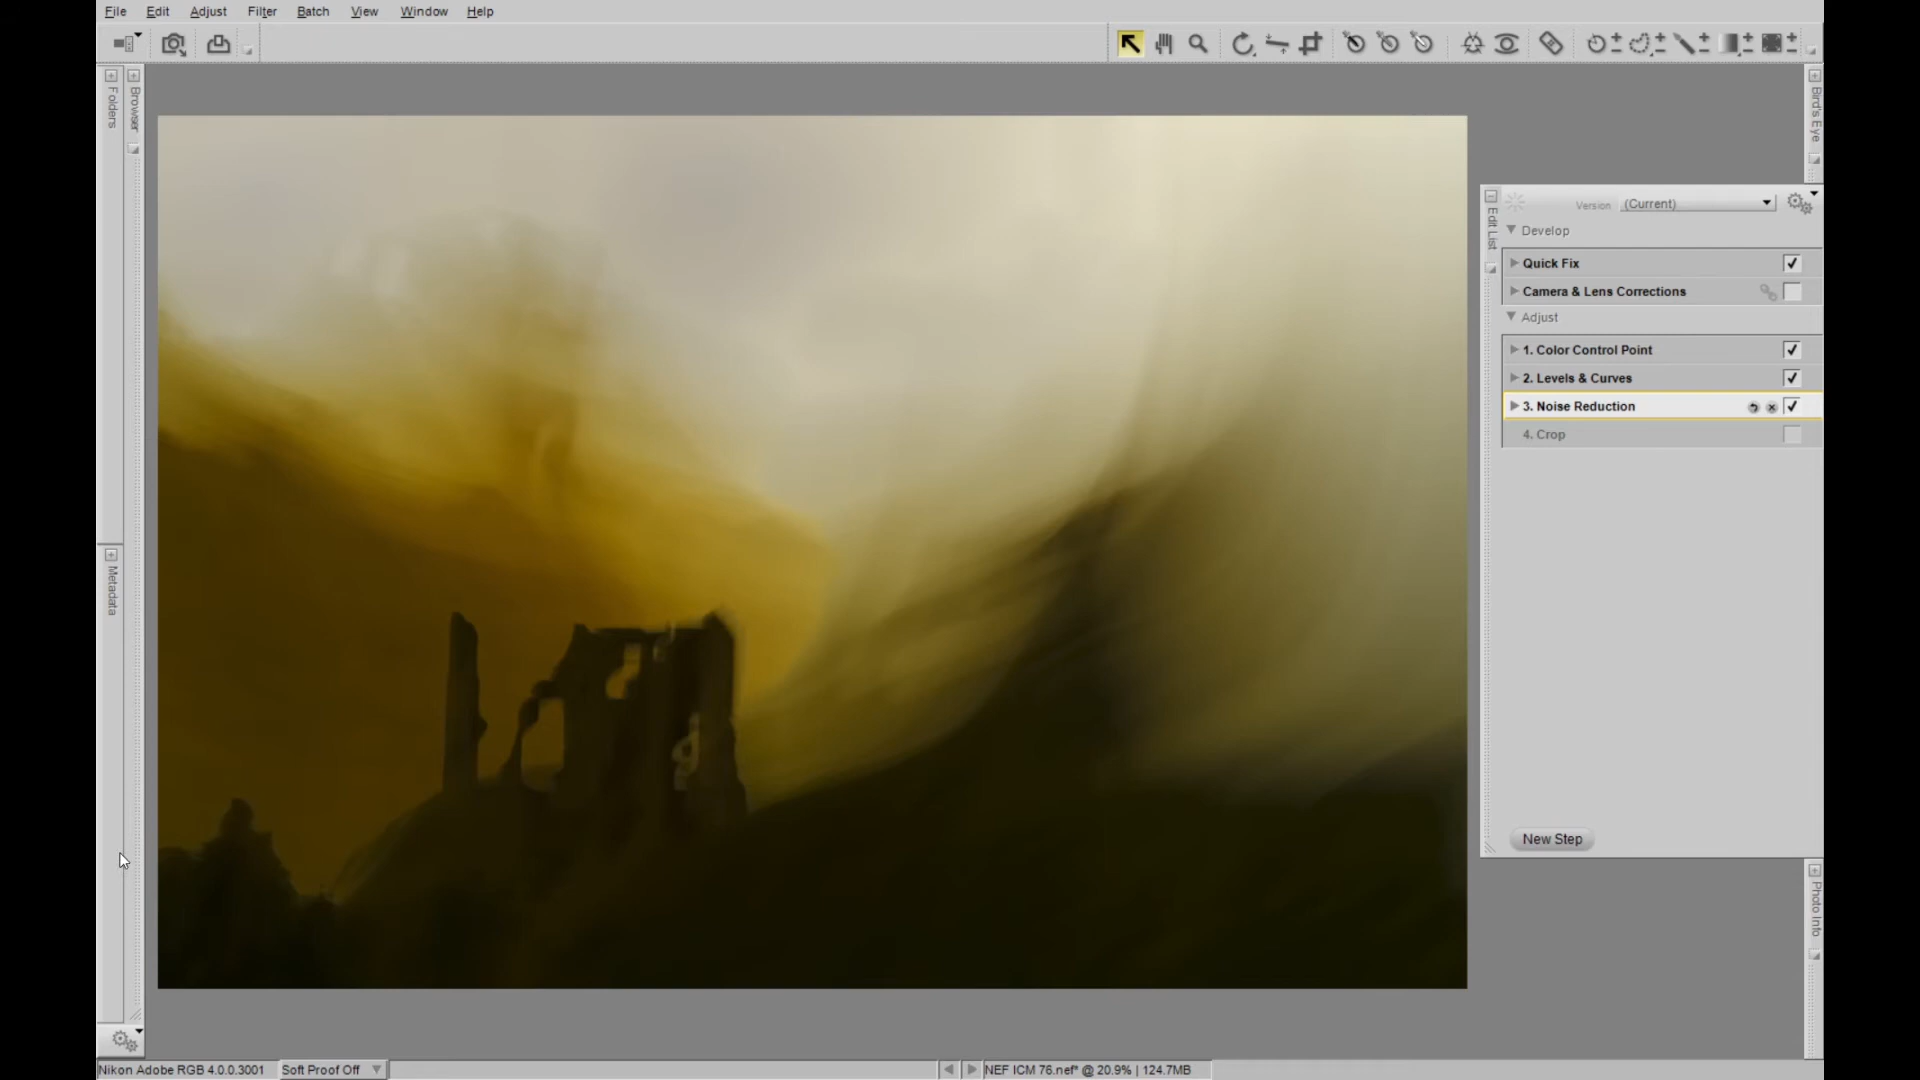 File Edit Adjust Filter Batch View Window Help
Folders
Browser
Bird's Eye
Metadata
Edit List
Version (Current)
Develop
Quick Fix
Camera & Lens Corrections
Adjust
1. Color Control Point
2. Levels & Curves
3. Noise Reduction
4. Crop
New Step
Photo Info
Nikon Adobe RGB 4.0.0.3001 Soft Proof Off NEF ICM 76.nef* @ 20.9% | 124.7MB